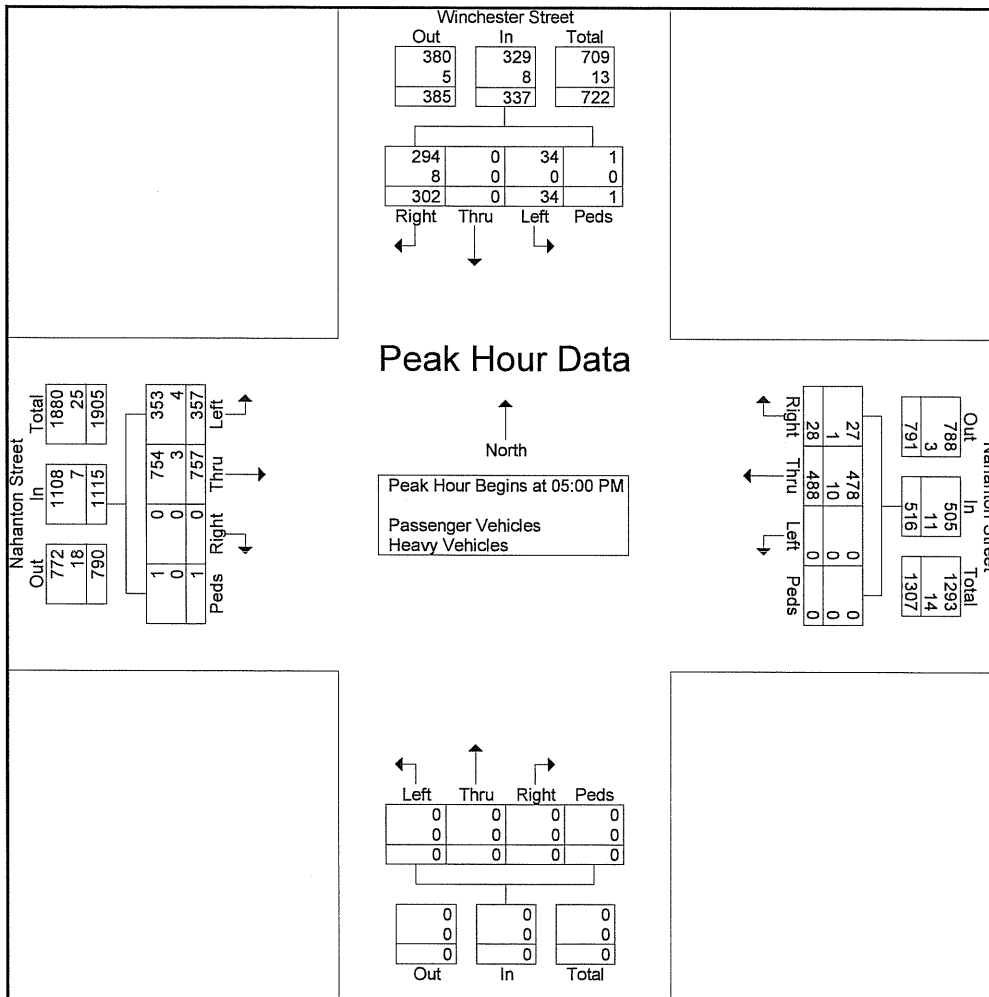 Winchester Street
Out In Total
380 329 709
5 8 13
385 337 722
294 0 34 1
8 0 0 0
302 0 34 1
Right Thru Left Peds
Peak Hour Data
North
Peak Hour Begins at 05:00 PM
Passenger Vehicles
Heavy Vehicles
Nahanton Street
Out In Total
772 1108 1880
18 7 25
790 1115 1905
Peds Right Thru Left
1 0 754 353
0 0 3 4
1 0 757 357
Nahanton Street
Out In Total
788 505 1293
3 11 14
791 516 1307
27 478 0 0
1 10 0 0
28 488 0 0
Right Thru Left Peds
Left Thru Right Peds
0 0 0 0
0 0 0 0
0 0 0 0
0 0 0
0 0 0
0 0 0
Out In Total